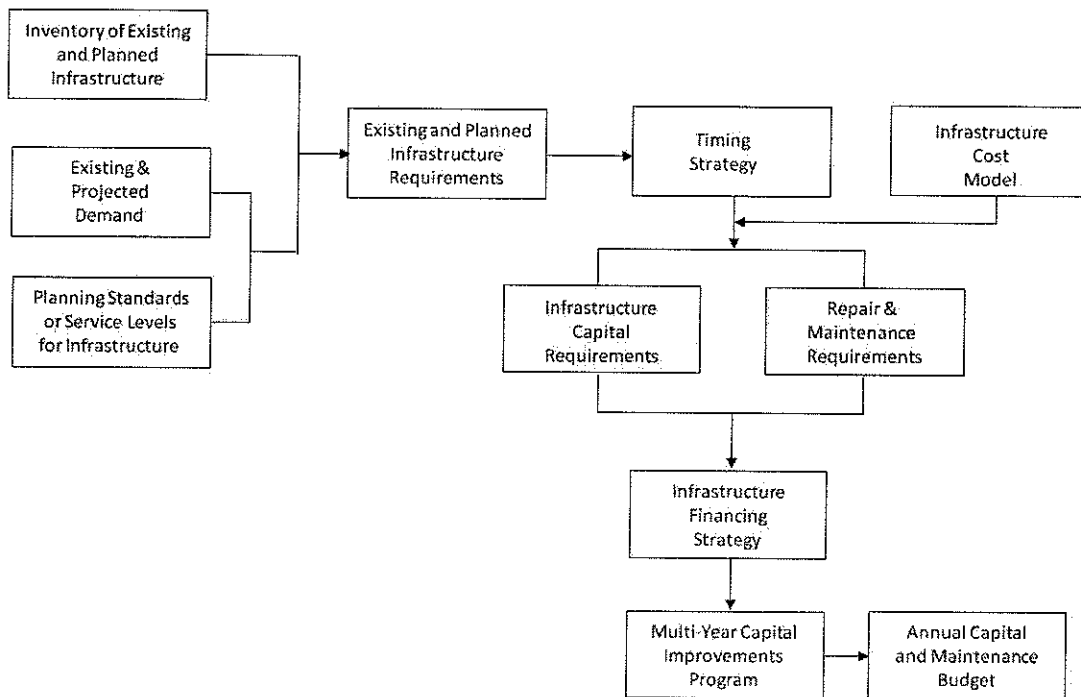 Inventory of Existing
and Planned
Infrastructure
Existing &
Projected
Demand
Planning Standards
or Service Levels
for Infrastructure
Existing and Planned
Infrastructure
Requirements
Timing
Strategy
Infrastructure
Cost
Model
Infrastructure
Capital
Requirements
Repair &
Maintenance
Requirements
Infrastructure
Financing
Strategy
Multi-Year Capital
Improvements
Program
Annual Capital
and Maintenance
Budget